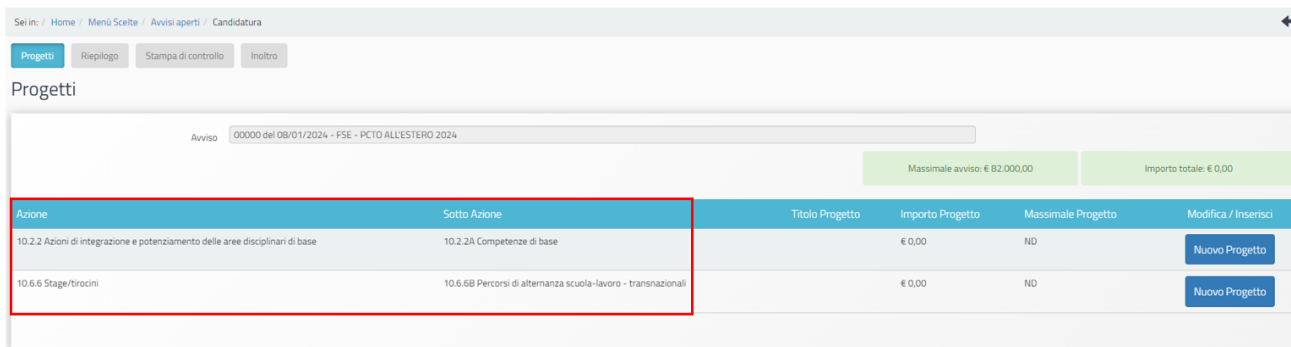 Sei in: / Home / Menù Scelte / Avvisi aperti / Candidatura
Progetti Riepilogo Stampa di controllo Inoltro
Progetti
Avviso 00000 del 08/01/2024 - FSE - PCTO ALL'ESTERO 2024
Massimale avviso: € 82.000,00 Importo totale: € 0,00
Azione Sotto Azione Titolo Progetto Importo Progetto Massimale Progetto Modifica / Inserisci
10.2.2 Azioni di integrazione e potenziamento delle aree disciplinari di base 10.2.2A Competenze di base € 0,00 ND Nuovo Progetto
10.6.6 Stage/tirocini 10.6.6B Percorsi di alternanza scuola-lavoro - transnazionali € 0,00 ND Nuovo Progetto